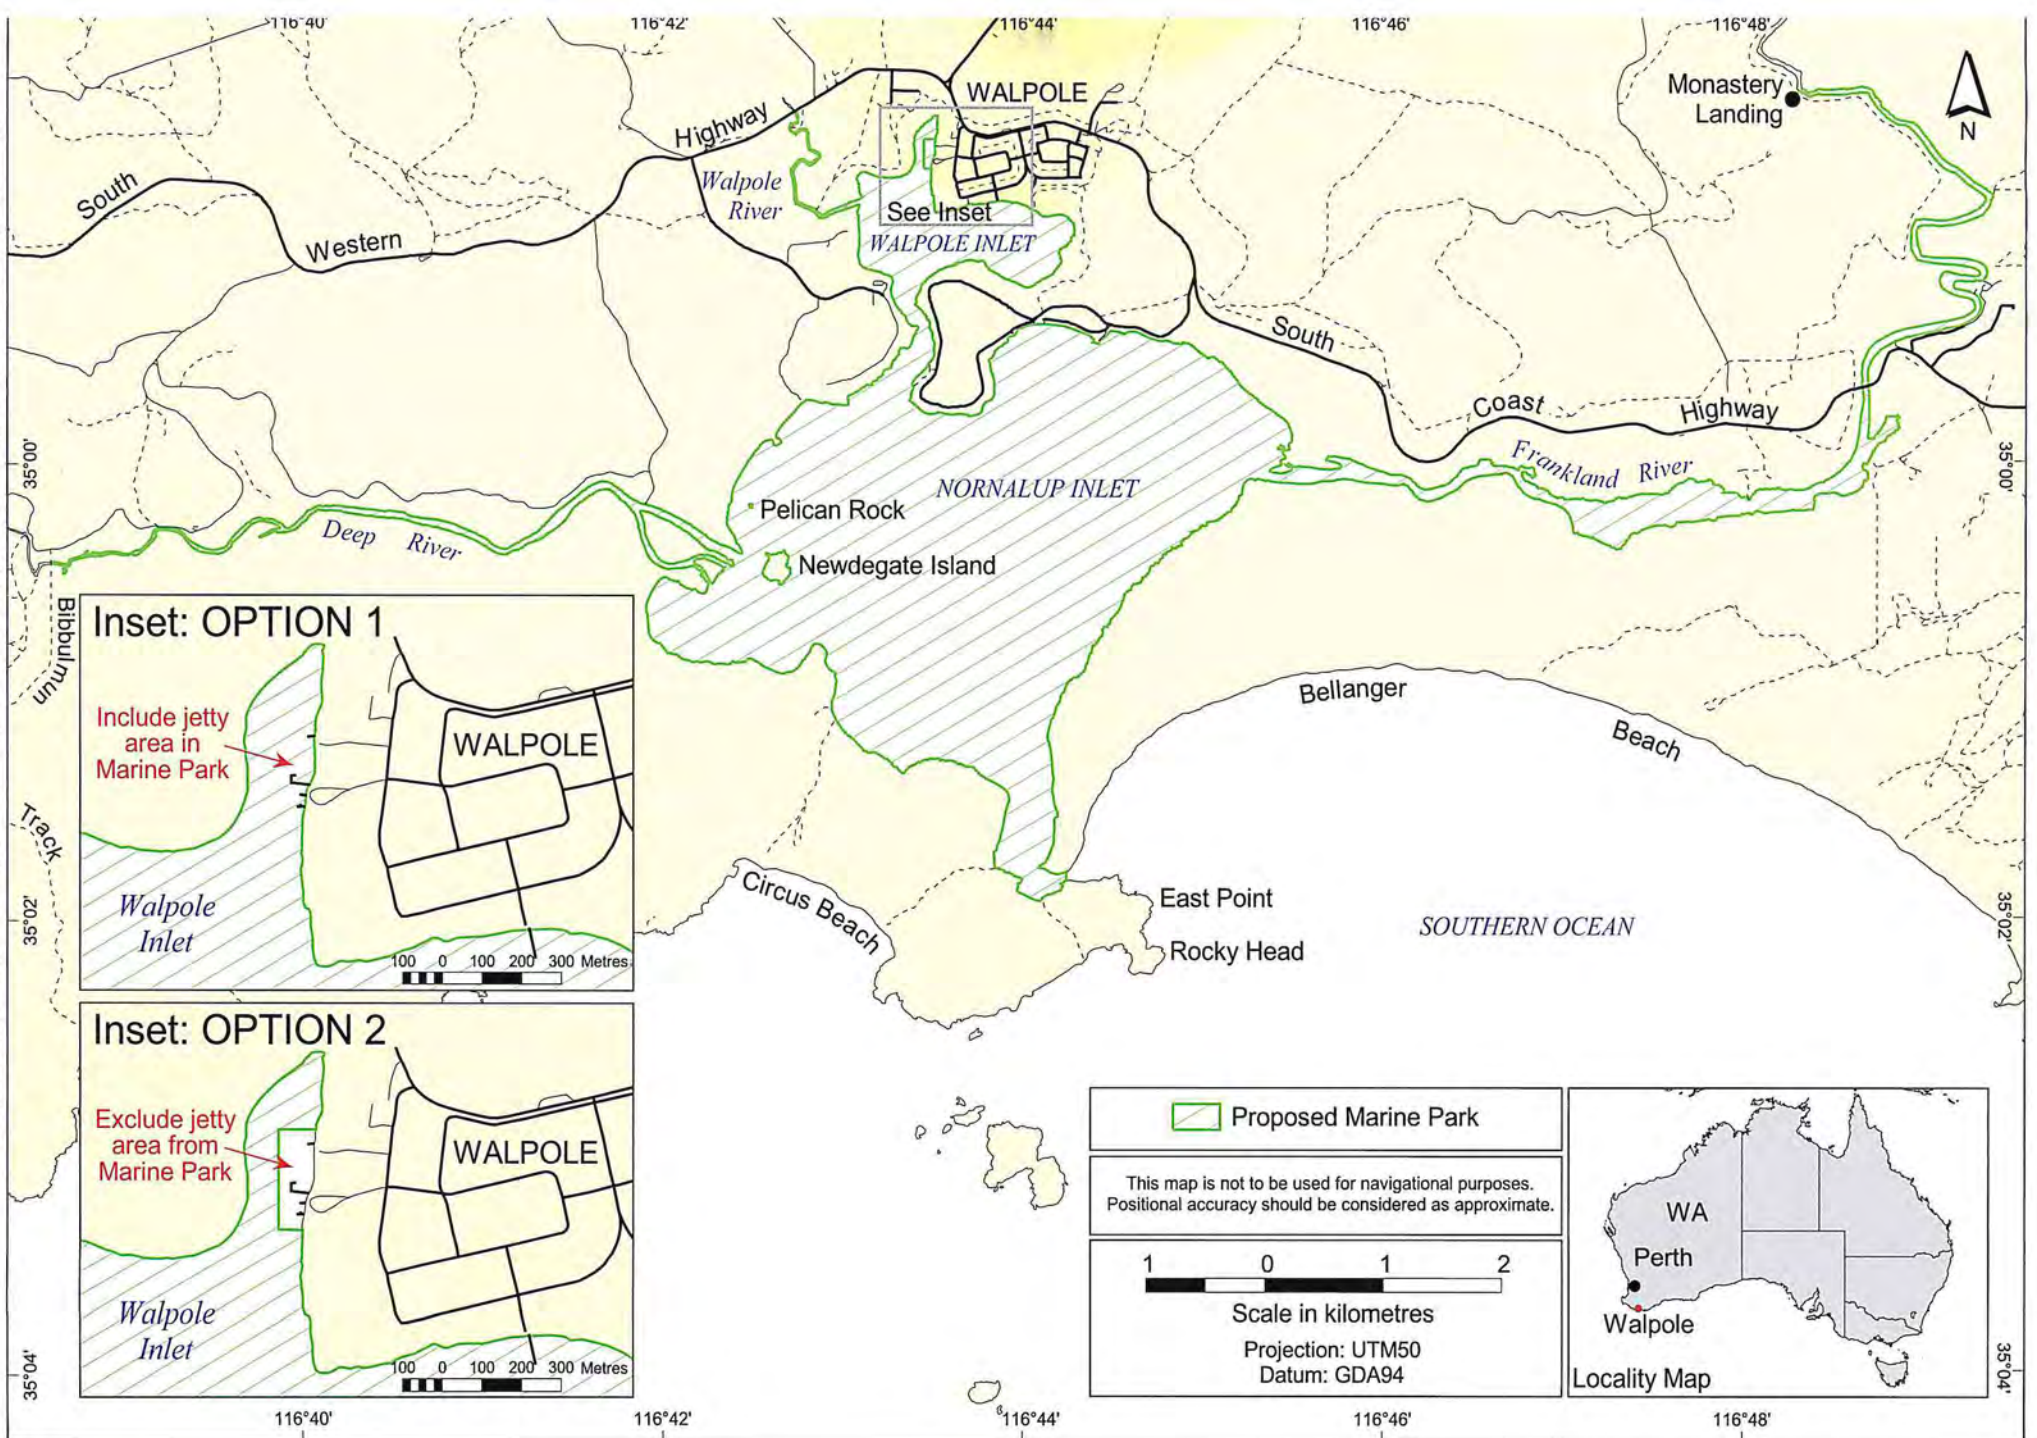 116°40'
116°42'
116°44'
116°46'
116°48'
WALPOLE
Monastery
Landing
N
Highway
South
Western
Walpole
River
See Inset
WALPOLE INLET
South
Coast
Highway
Frankland River
35°00'
35°00'
NORNALUP INLET
Pelican Rock
Newdegate Island
Deep River
Bibbulmun
Track
Bellanger
Beach
Circus Beach
East Point
Rocky Head
SOUTHERN OCEAN
35°02'
35°02'
Inset: OPTION 1
Include jetty
area in
Marine Park
WALPOLE
Walpole
Inlet
100 0 100 200 300 Metres
Inset: OPTION 2
Exclude jetty
area from
Marine Park
WALPOLE
Walpole
Inlet
100 0 100 200 300 Metres
Proposed Marine Park
This map is not to be used for navigational purposes.
Positional accuracy should be considered as approximate.
1 0 1 2
Scale in kilometres
Projection: UTM50
Datum: GDA94
WA
Perth
Walpole
Locality Map
35°04'
35°04'
116°40'
116°42'
116°44'
116°46'
116°48'